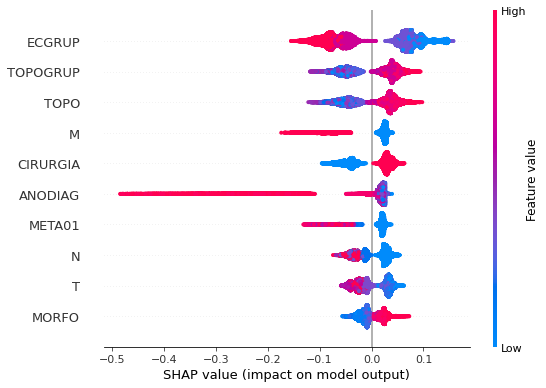 High
ECGRUP
TOPOGRUP
TOPO
M
CIRURGIA
ANODIAG
META01
N
T
MORFO
Feature value
Low
−0.5 −0.4 −0.3 −0.2 −0.1 0.0 0.1
SHAP value (impact on model output)